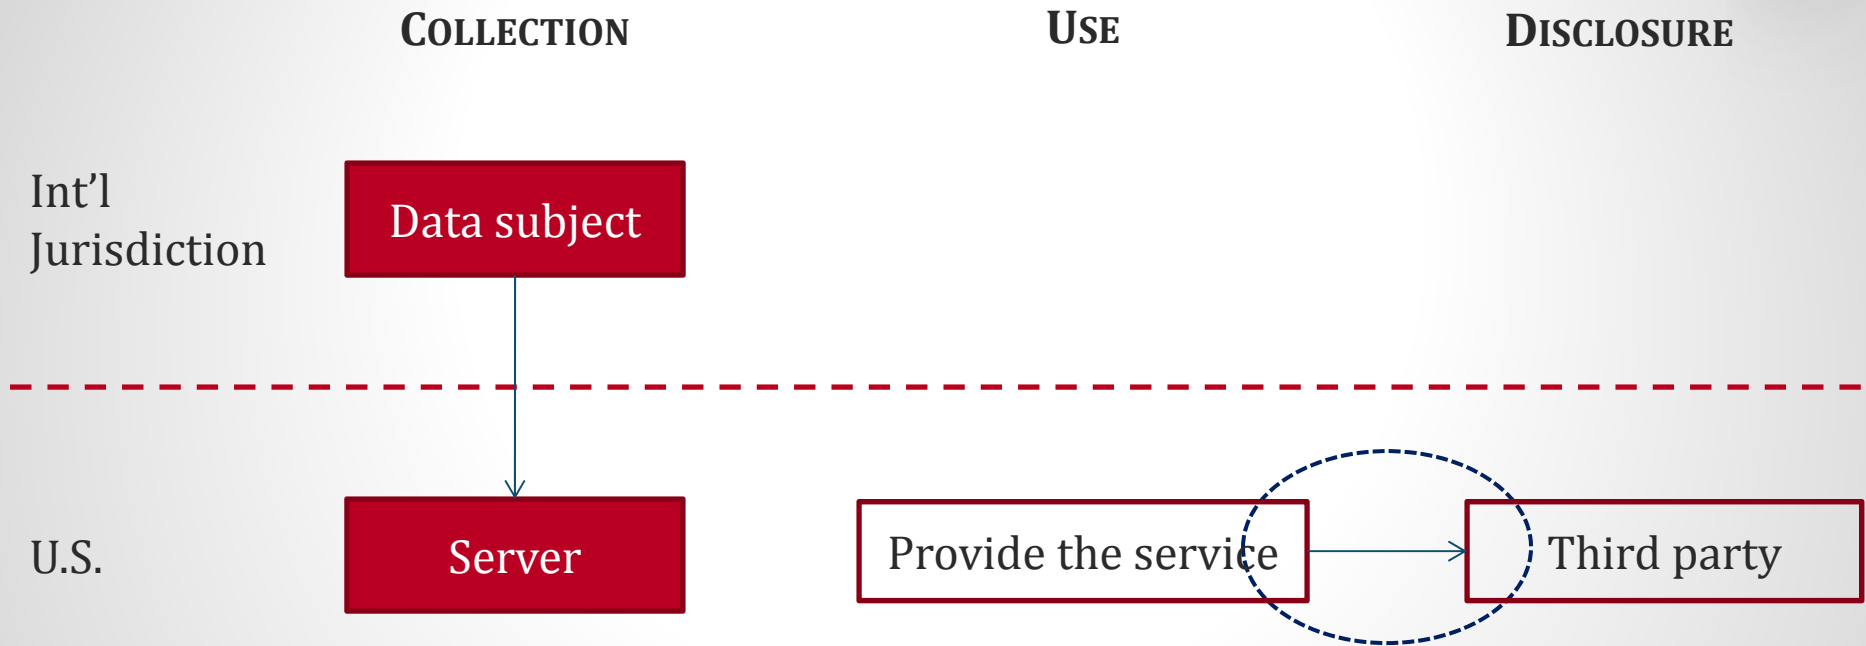 COLLECTION
USE
DISCLOSURE
Int'l
Jurisdiction
Data subject
U.S.
Server
Provide the service
Third party